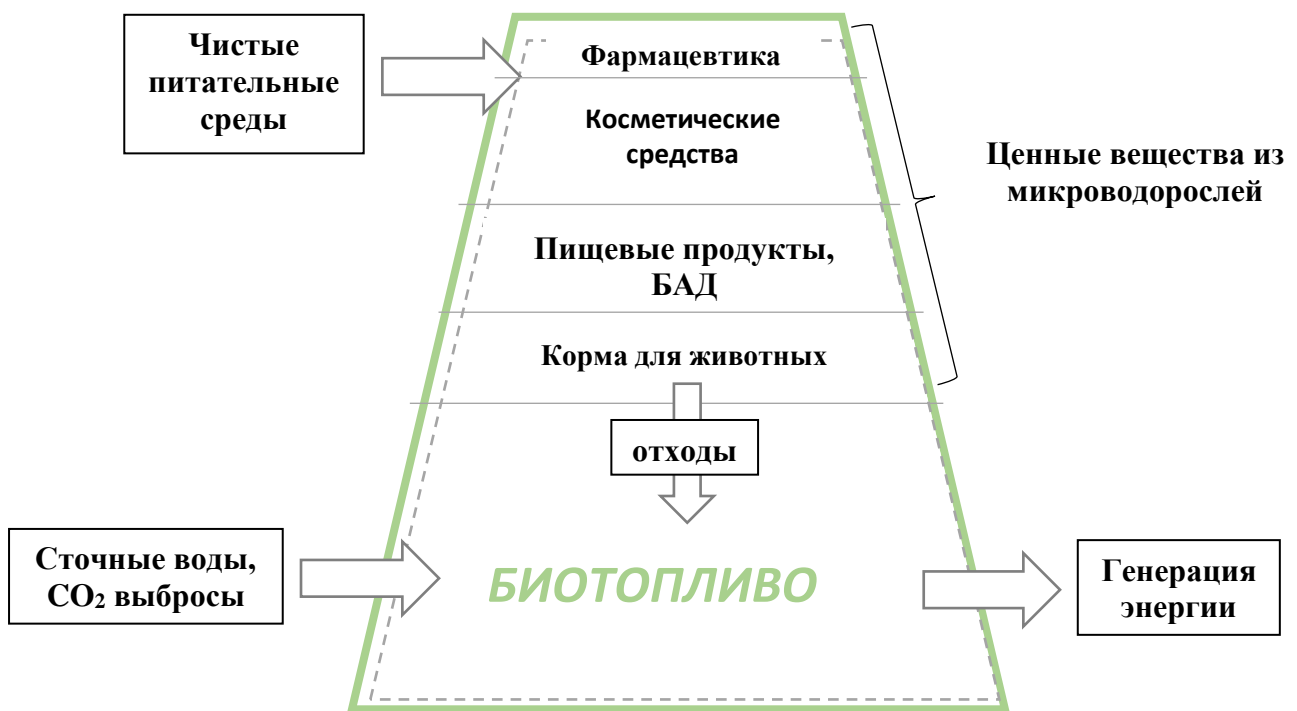 Чистые
питательные
среды
Фармацевтика
Косметические
средства
Ценные вещества из
микроводорослей
Пищевые продукты,
БАД
Корма для животных
отходы
Сточные воды,
CO₂ выбросы
БИОТОПЛИВО
Генерация
энергии